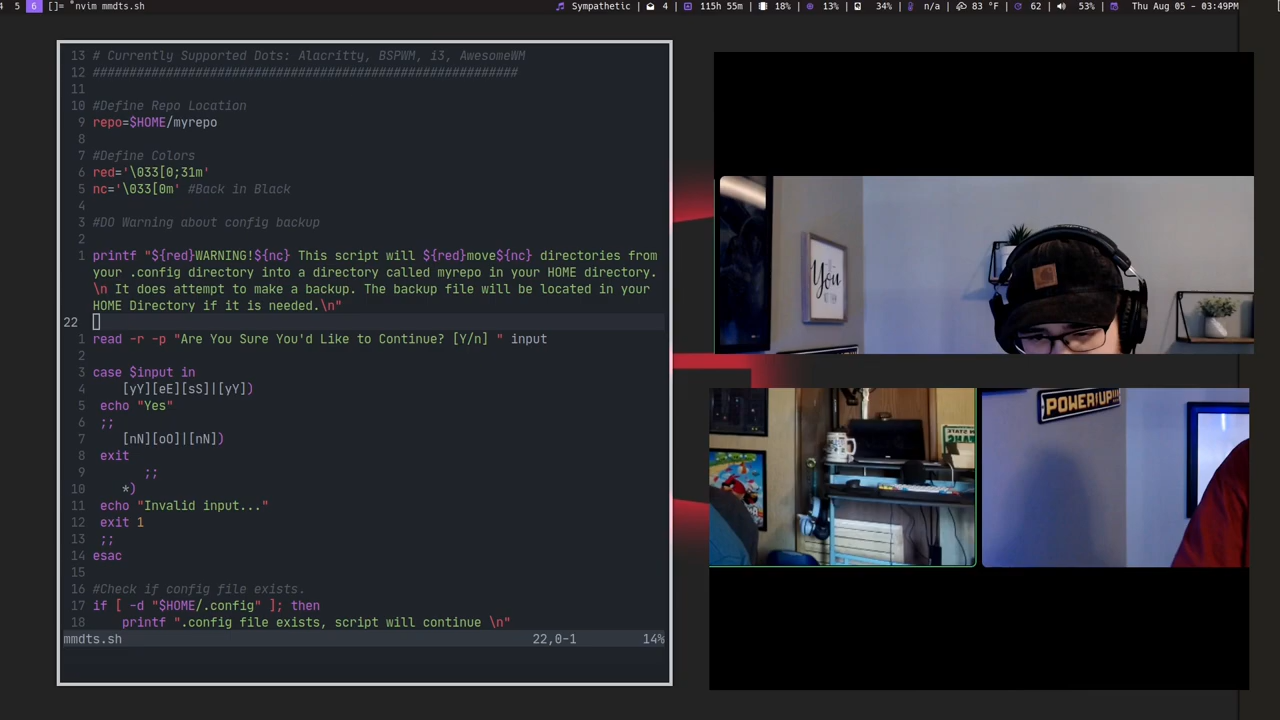 4 5 6 []= ^nvim mmdts.sh
Sympathetic | 4 | 115h 55m | 18% | 13% | 34% | n/a | 83 °F | 62 | 53% | Thu Aug 05 - 03:49PM
13 # Currently Supported Dots: Alacritty, BSPWM, i3, AwesomeWM
12 ##########################################################
11
10 #Define Repo Location
9 repo=$HOME/myrepo
8
7 #Define Colors
6 red='\033[0;31m'
5 nc='\033[0m' #Back in Black
4
3 #DO Warning about config backup
2
1 printf "${red}WARNING!${nc} This script will ${red}move${nc} directories from
your .config directory into a directory called myrepo in your HOME directory.
\n It does attempt to make a backup. The backup file will be located in your
HOME Directory if it is needed.\n"
22
1 read -r -p "Are You Sure You'd Like to Continue? [Y/n] " input
2
3 case $input in
4 [yY][eE][sS]|[yY])
5 echo "Yes"
6 ;;
7 [nN][oO]|[nN])
8 exit
9 ;;
10 *)
11 echo "Invalid input..."
12 exit 1
13 ;;
14 esac
15
16 #Check if config file exists.
17 if [ -d "$HOME/.config" ]; then
18 printf ".config file exists, script will continue \n"
mmdts.sh 22,0-1 14%
You
POWER UP!!!